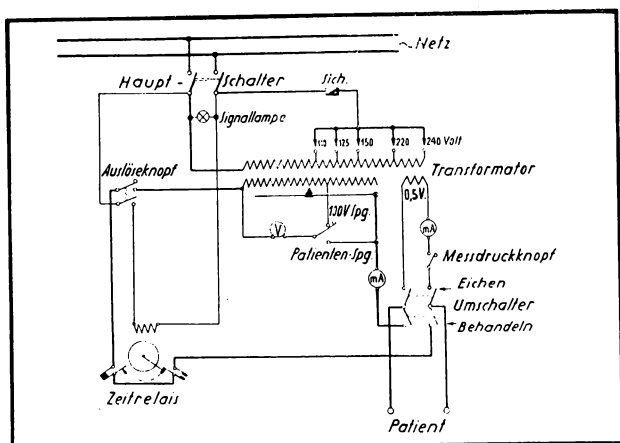 ~ Netz
Haupt - Schalter
Sich.
Signallampe
110 125 150 220 240 Volt
Transformator
Auslöseknopf
0,5V.
100V Spg.
V
mA
Patienten-Spg.
Messdruckknopf
mA
Eichen
Umschalter
Behandeln
Zeitrelais
Patient